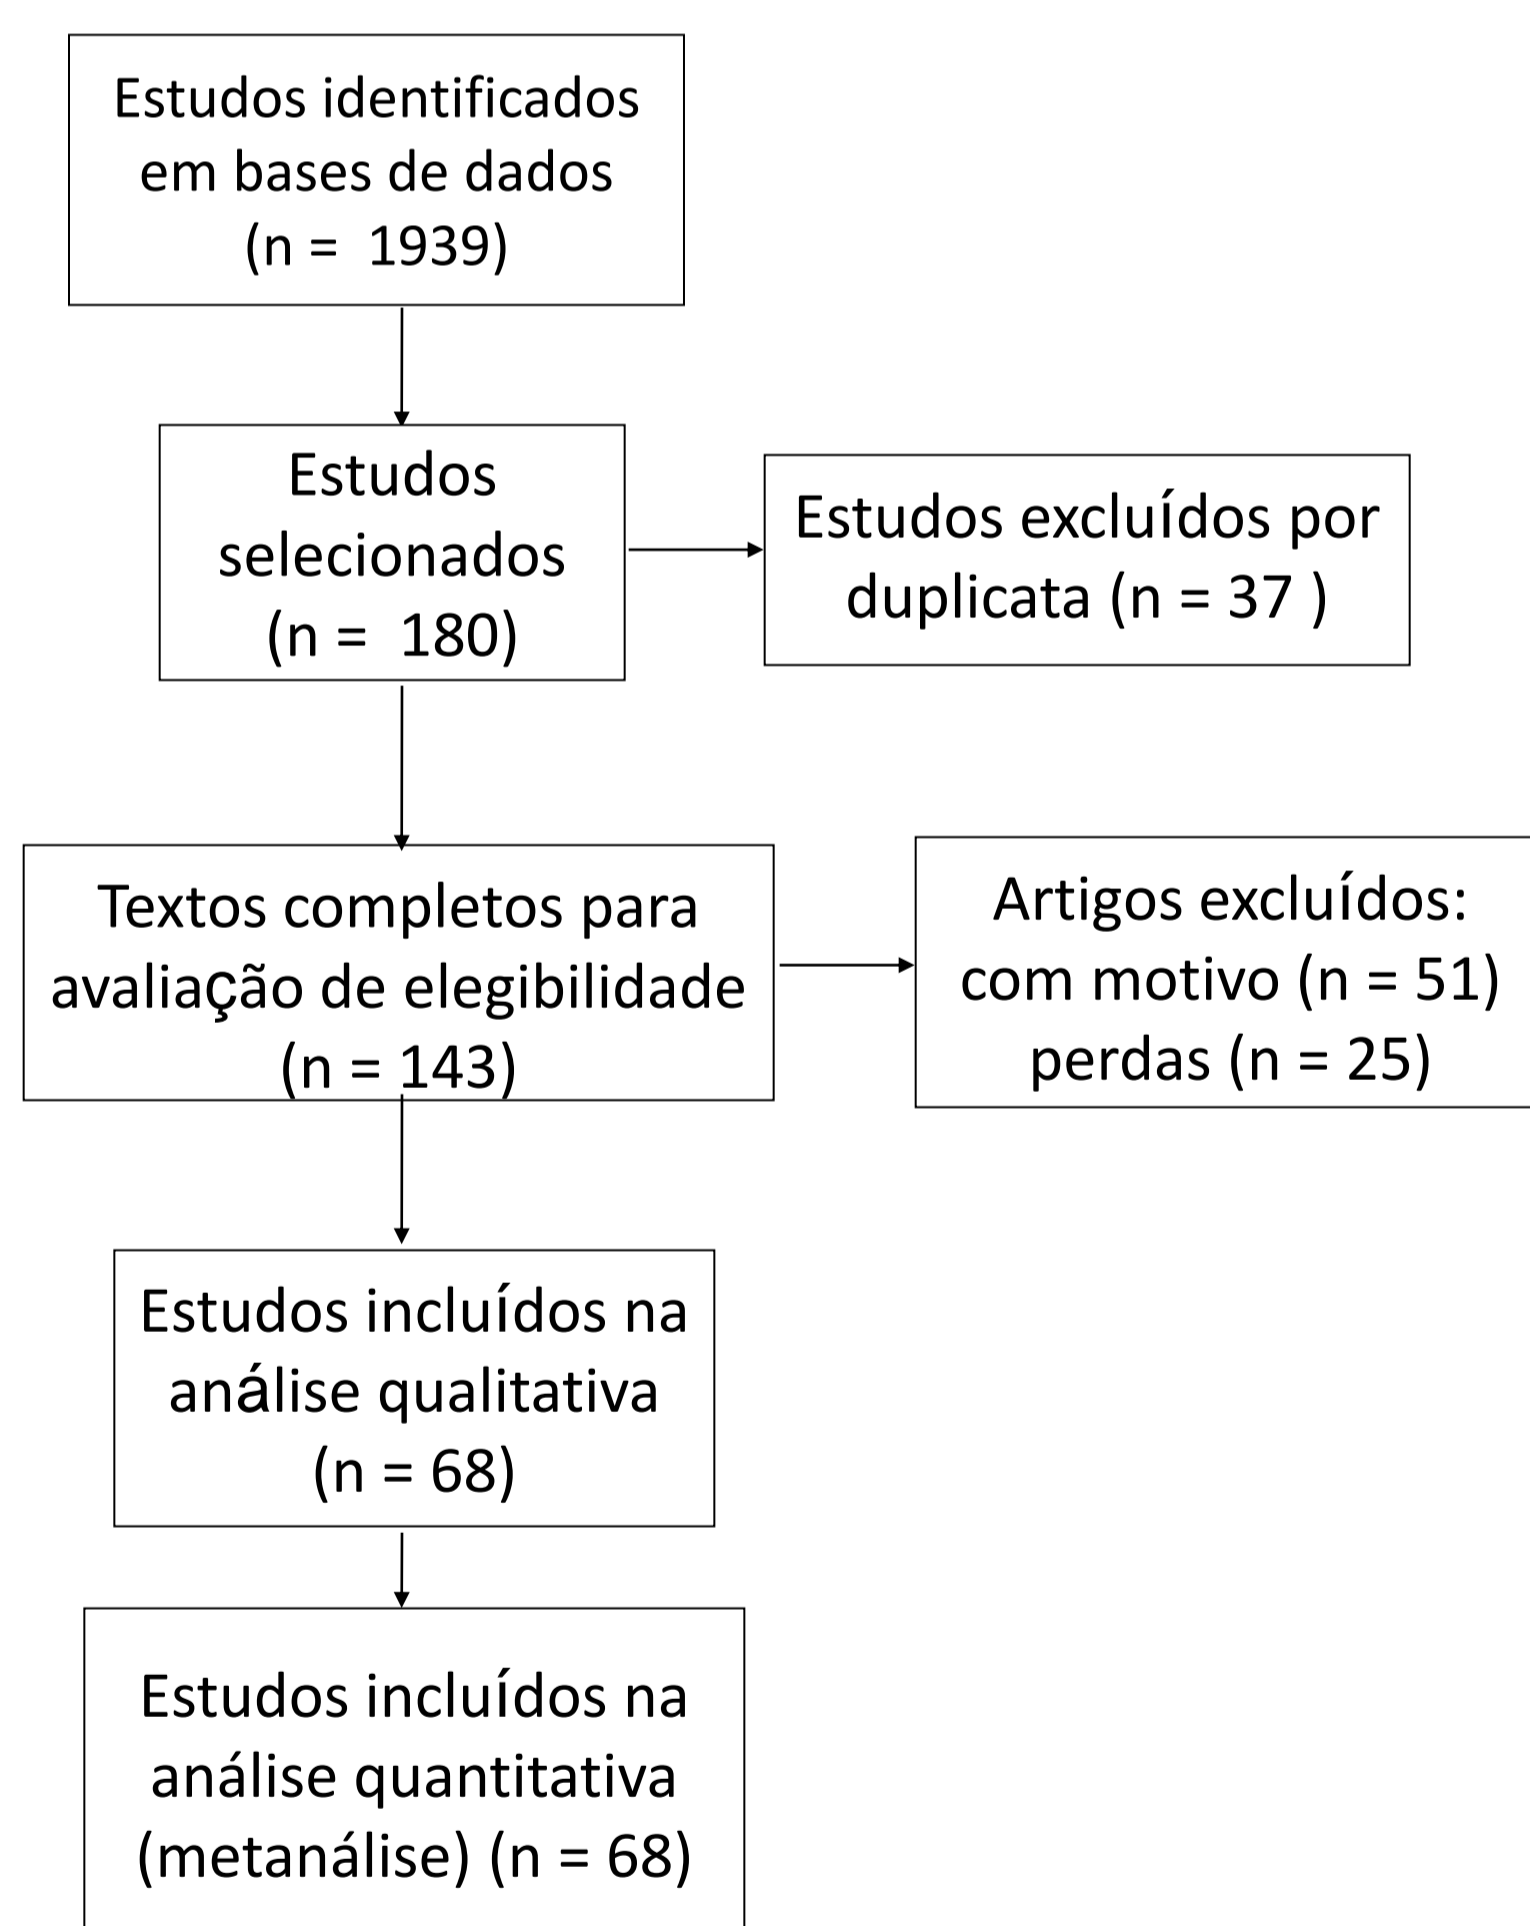 Estudos identificados
em bases de dados
(n =  1939)
Estudos
selecionados
(n =  180)
Estudos excluídos por
duplicata (n = 37 )
Textos completos para
avaliação de elegibilidade
(n = 143)
Artigos excluídos:
com motivo (n = 51)
perdas (n = 25)
Estudos incluídos na
análise qualitativa
(n = 68)
Estudos incluídos na
análise quantitativa
(metanálise) (n = 68)